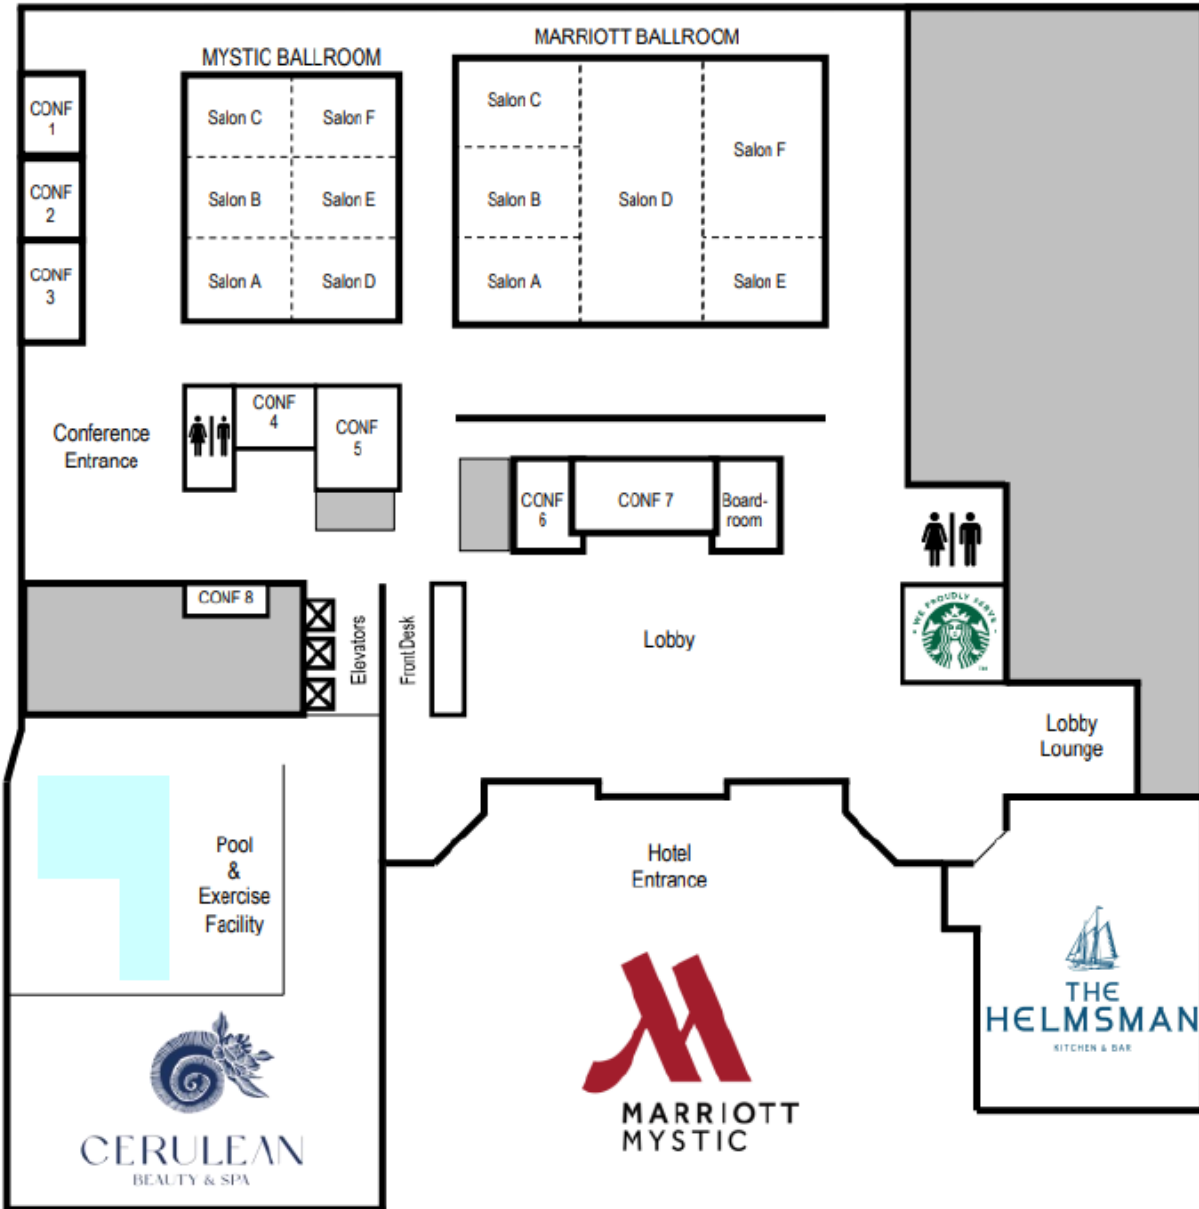 MYSTIC BALLROOM
MARRIOTT BALLROOM
CONF
1
CONF
2
CONF
3
Salon C
Salon F
Salon B
Salon E
Salon A
Salon D
Salon C
Salon B
Salon A
Salon D
Salon F
Salon E
Conference
Entrance
CONF
4
CONF
5
CONF
6
CONF 7
Board-
room
CONF 8
Elevators
Front Desk
Lobby
• WE PROUDLY SERVE •
TM
Lobby
Lounge
Pool
&
Exercise
Facility
Hotel
Entrance
THE
HELMSMAN
KITCHEN & BAR
CERULEAN
BEAUTY & SPA
MARRIOTT
MYSTIC